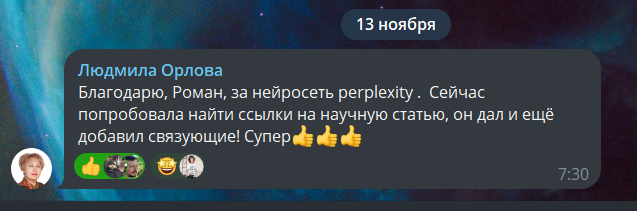 13 ноября
Людмила Орлова
Благодарю, Роман, за нейросеть perplexity .  Сейчас
попробовала найти ссылки на научную статью, он дал и ещё
добавил связующие! Супер👍👍👍
7:30